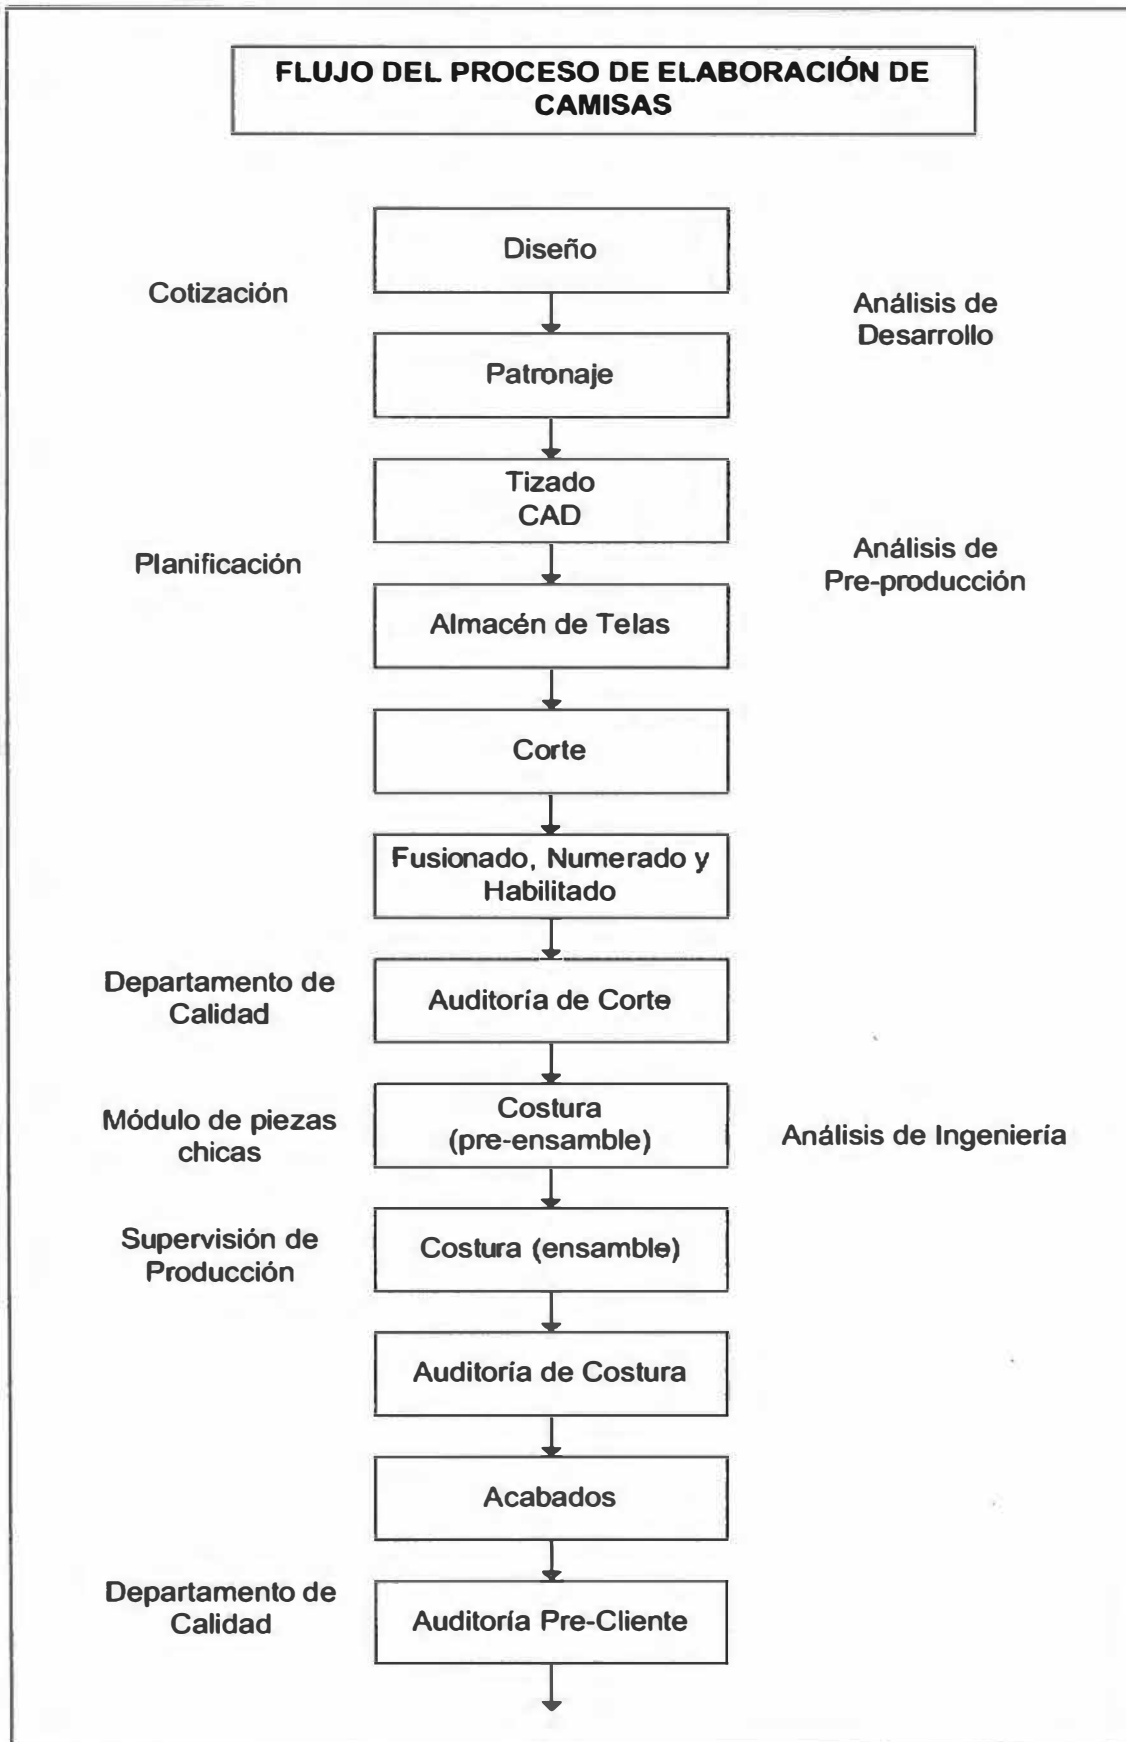 FLUJO DEL PROCESO DE ELABORACIÓN DE
CAMISAS
Diseño
Cotización
Análisis de
Desarrollo
Patronaje
Tizado
CAD
Planificación
Análisis de
Pre-producción
Almacén de Telas
Corte
Fusionado, Numerado y
Habilitado
Departamento de
Calidad
Auditoría de Corte
Módulo de piezas
chicas
Costura
(pre-ensamble)
Análisis de Ingeniería
Supervisión de
Producción
Costura (ensamble)
Auditoría de Costura
Acabados
Departamento de
Calidad
Auditoría Pre-Cliente